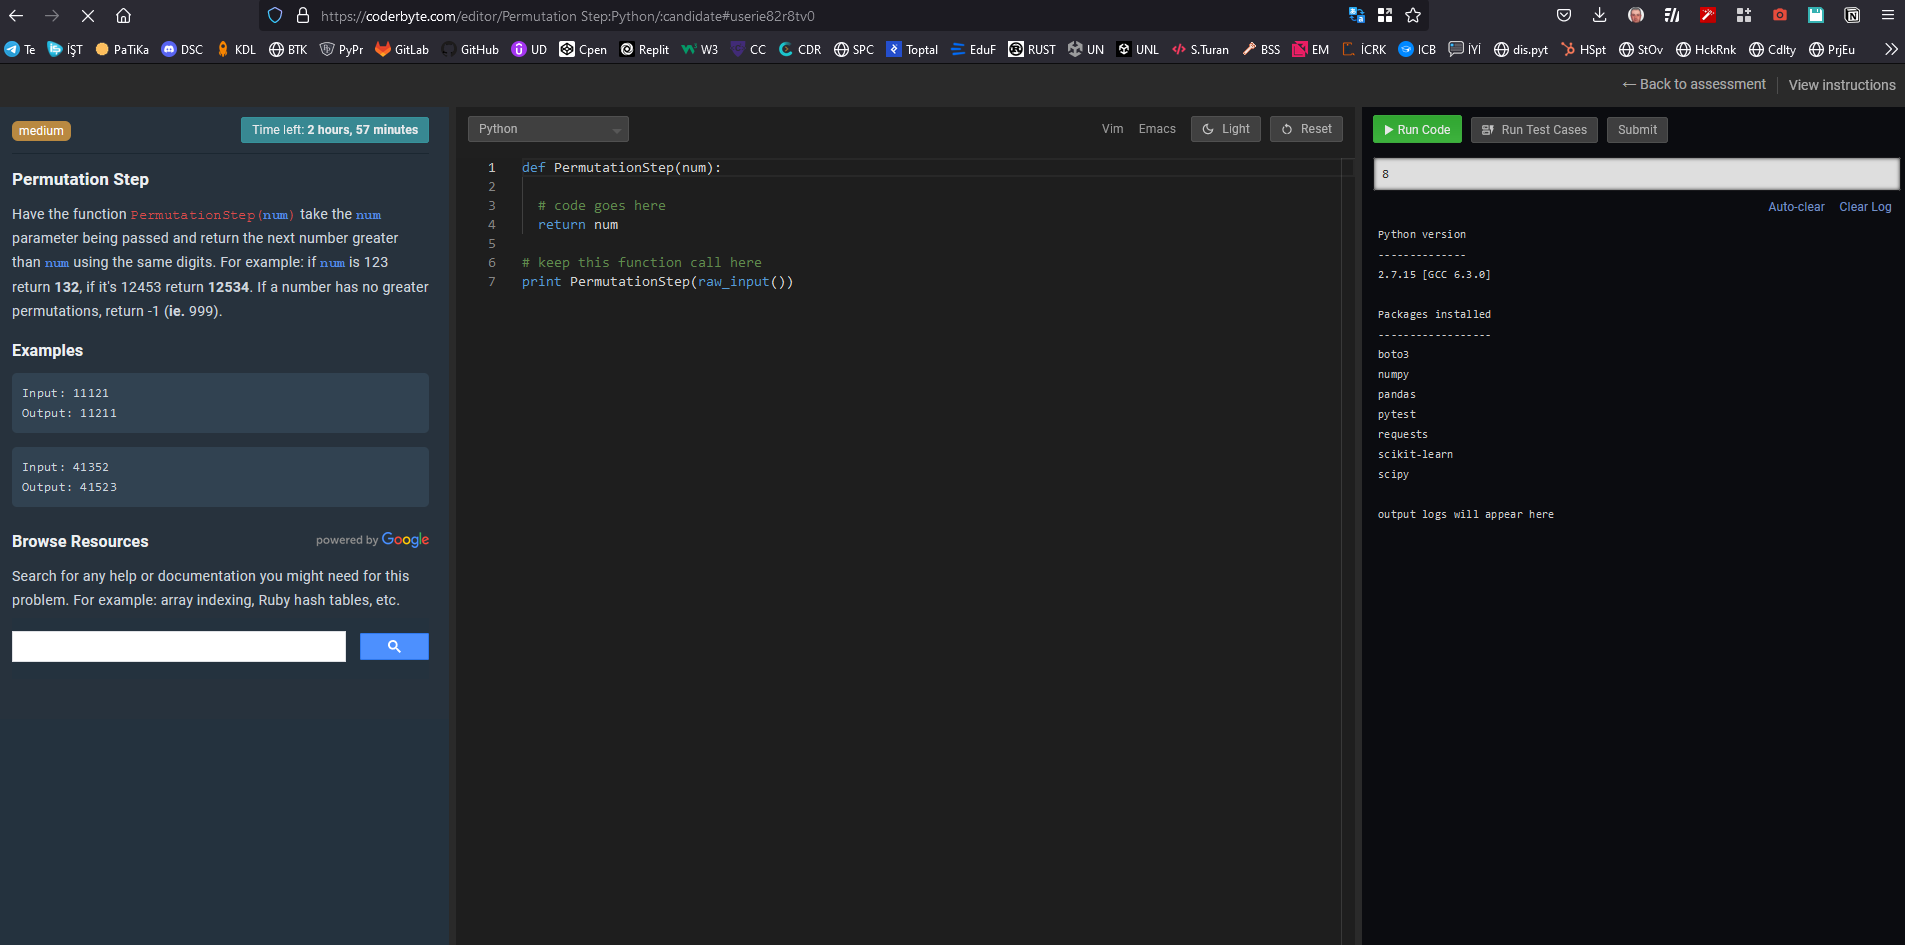 https://coderbyte.com/editor/Permutation Step:Python/:candidate#userie82r8tv0
Te İŞT PaTiKa DSC KDL BTK PyPr GitLab GitHub UD Cpen Replit W3 CC CDR SPC Toptal EduF RUST UN UNL S.Turan BSS EM İCRK ICB İYİ dis.pyt HSpt StOv HckRnk Cdlty PrjEu
← Back to assessment View instructions
medium
Time left: 2 hours, 57 minutes
Permutation Step
Have the function PermutationStep(num) take the num
parameter being passed and return the next number greater
than num using the same digits. For example: if num is 123
return 132, if it's 12453 return 12534. If a number has no greater
permutations, return -1 (ie. 999).
Examples
Input: 11121
Output: 11211
Input: 41352
Output: 41523
Browse Resources
powered by Google
Search for any help or documentation you might need for this
problem. For example: array indexing, Ruby hash tables, etc.
Python
Vim Emacs Light Reset
1 def PermutationStep(num):
2
3 # code goes here
4 return num
5
6 # keep this function call here
7 print PermutationStep(raw_input())
Run Code Run Test Cases Submit
8
Auto-clear Clear Log
Python version
--------------
2.7.15 [GCC 6.3.0]
Packages installed
------------------
boto3
numpy
pandas
pytest
requests
scikit-learn
scipy
output logs will appear here